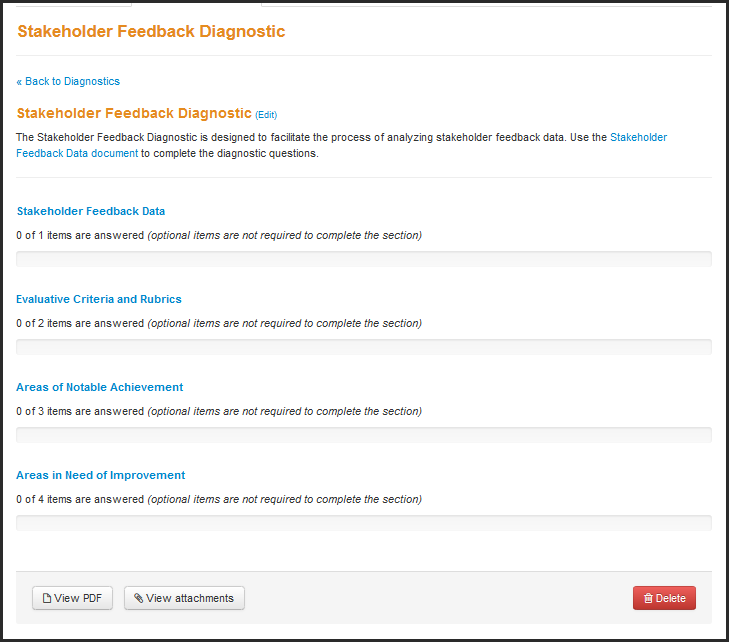 Stakeholder Feedback Diagnostic
« Back to Diagnostics
Stakeholder Feedback Diagnostic (Edit)
The Stakeholder Feedback Diagnostic is designed to facilitate the process of analyzing stakeholder feedback data. Use the Stakeholder
Feedback Data document to complete the diagnostic questions.
Stakeholder Feedback Data
0 of 1 items are answered (optional items are not required to complete the section)
Evaluative Criteria and Rubrics
0 of 2 items are answered (optional items are not required to complete the section)
Areas of Notable Achievement
0 of 3 items are answered (optional items are not required to complete the section)
Areas in Need of Improvement
0 of 4 items are answered (optional items are not required to complete the section)
View PDF View attachments Delete